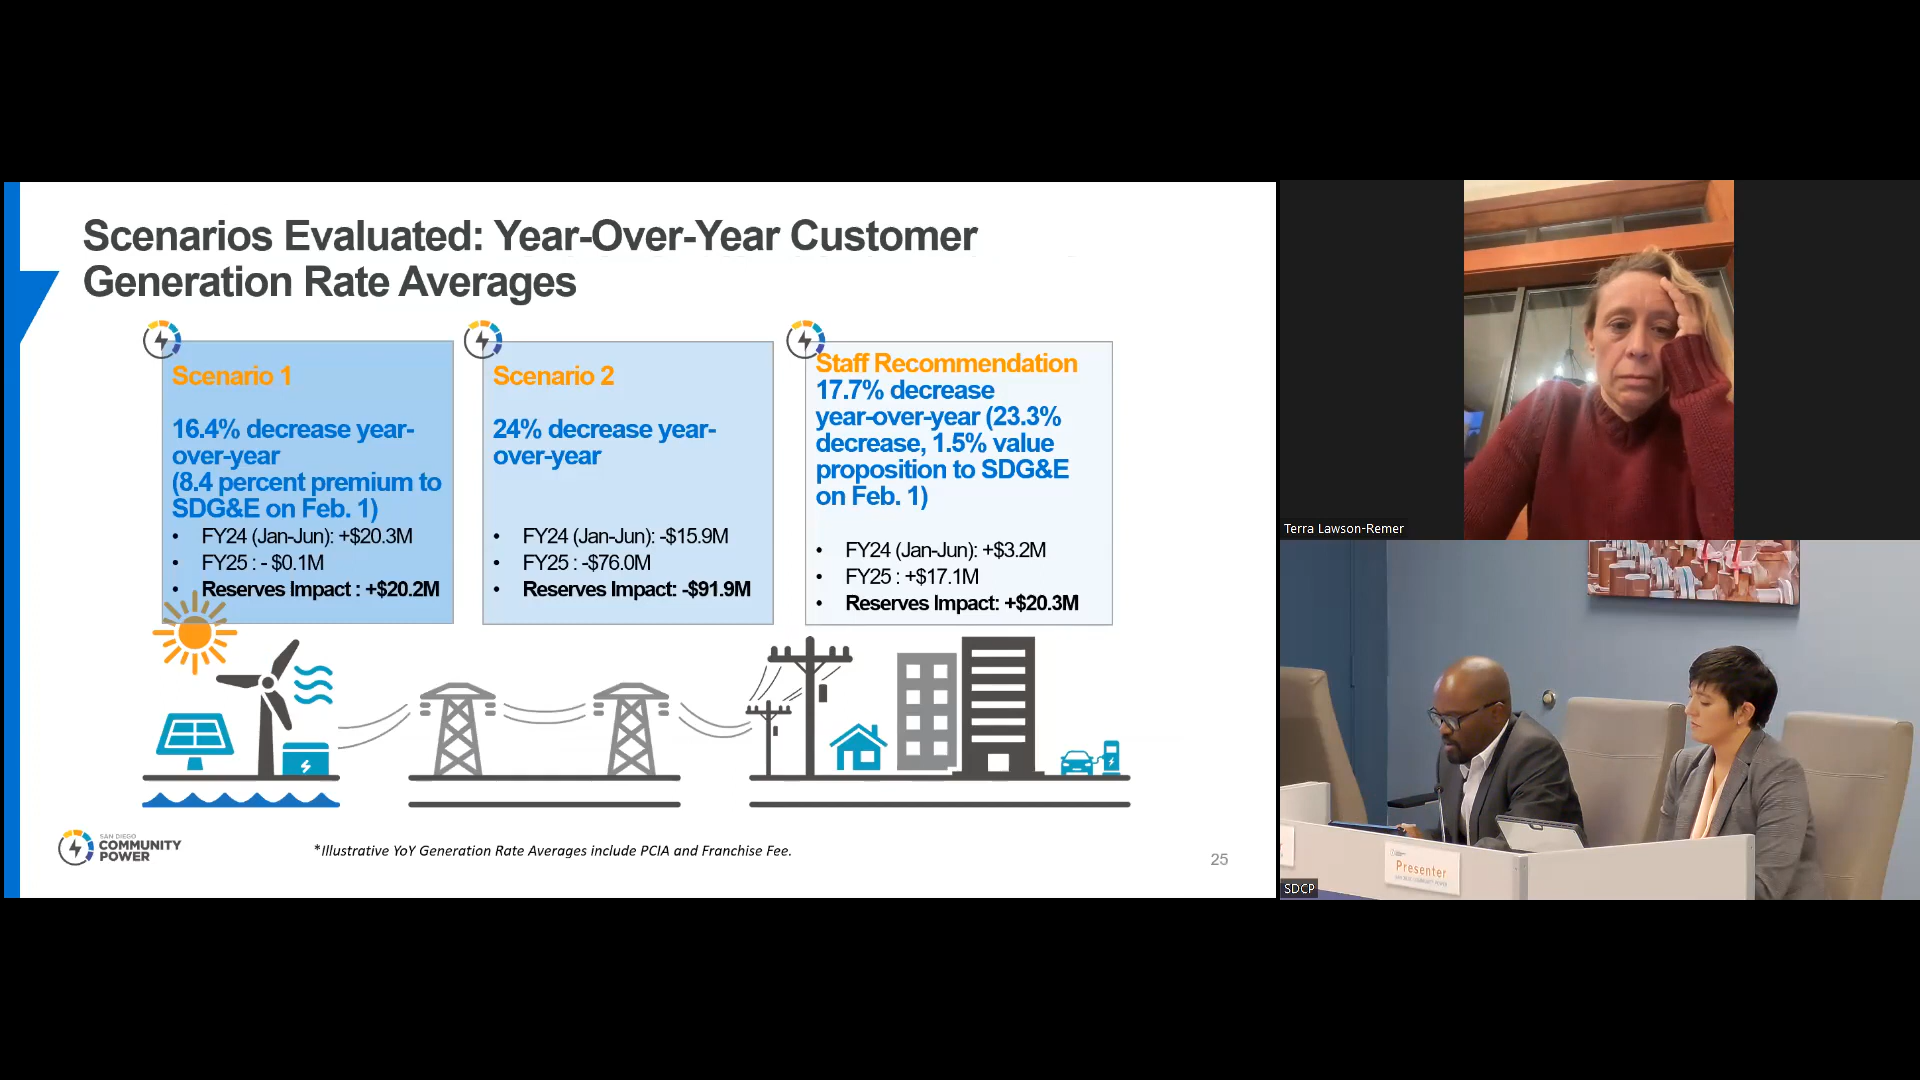 Scenarios Evaluated: Year-Over-Year Customer
Generation Rate Averages
Scenario 1
16.4% decrease year-
over-year
(8.4 percent premium to
SDG&E on Feb. 1)
• FY24 (Jan-Jun): +$20.3M
• FY25 : - $0.1M
• Reserves Impact : +$20.2M
Scenario 2
24% decrease year-
over-year
• FY24 (Jan-Jun): -$15.9M
• FY25 : -$76.0M
• Reserves Impact: -$91.9M
Staff Recommendation
17.7% decrease
year-over-year (23.3%
decrease, 1.5% value
proposition to SDG&E
on Feb. 1)
• FY24 (Jan-Jun): +$3.2M
• FY25 : +$17.1M
• Reserves Impact: +$20.3M
SAN DIEGO
COMMUNITY
POWER
*Illustrative YoY Generation Rate Averages include PCIA and Franchise Fee.
25
Terra Lawson-Remer
Presenter
SDCP